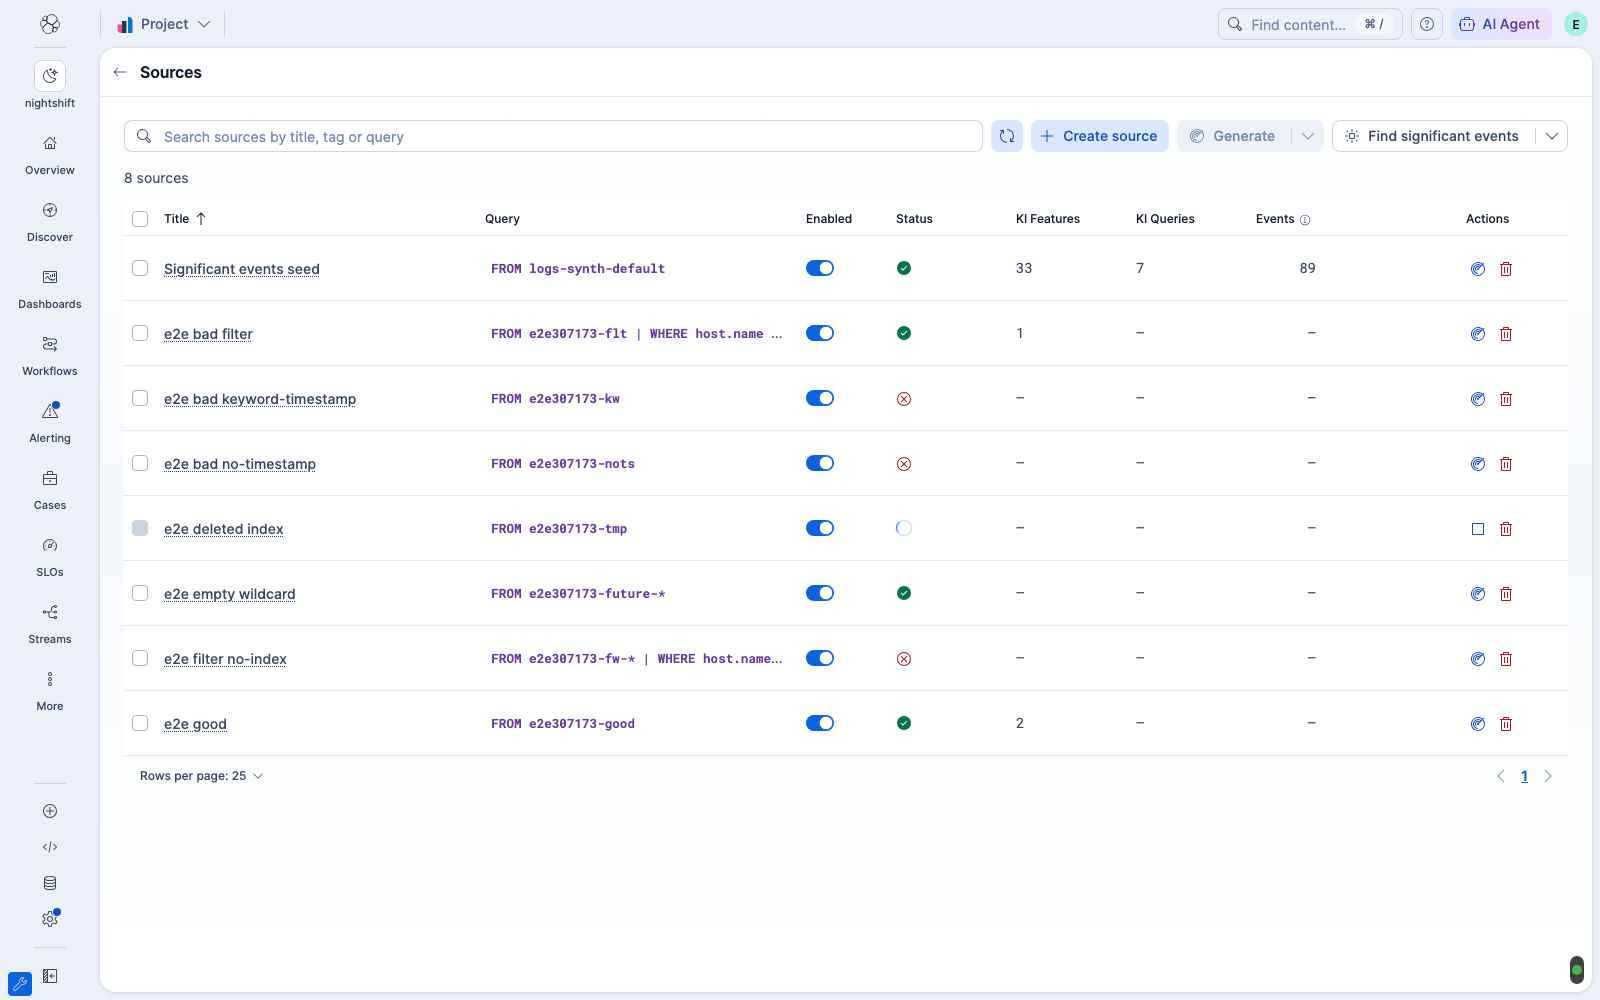 Project
Find content...
⌘ /
AI Agent
E
nightshift
Overview
Discover
Dashboards
Workflows
Alerting
Cases
SLOs
Streams
More
Sources
Search sources by title, tag or query
Create source
Generate
Find significant events
8 sources
Title Query Enabled Status KI Features KI Queries Events Actions
Significant events seed FROM logs-synth-default 33 7 89
e2e bad filter FROM e2e307173-flt | WHERE host.name ... 1 – –
e2e bad keyword-timestamp FROM e2e307173-kw – – –
e2e bad no-timestamp FROM e2e307173-nots – – –
e2e deleted index FROM e2e307173-tmp – – –
e2e empty wildcard FROM e2e307173-future-* – – –
e2e filter no-index FROM e2e307173-fw-* | WHERE host.name... – – –
e2e good FROM e2e307173-good 2 – –
Rows per page: 25
1